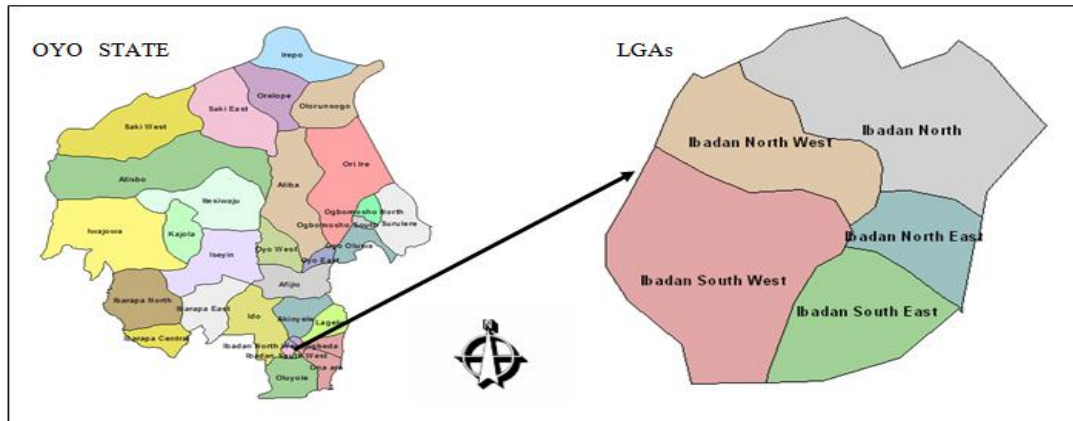 OYO STATE
LGAs
Irepo
Orelope
Olorunsogo
Saki East
Saki West
Ori Ire
Atisbo
Atiba
Itesiwaju
Ogbomosho North
Ogbomosho South
Surulere
Iwajowa
Kajola
Oyo West
Oyo Oluwa
Iseyin
Oyo East
Afijio
Ibarapa North
Ibarapa East
Ido
Akinyele
Ibarapa Central
Ibadan North West
Ibadan South West
Ona ara
Oluyole
N
Ibadan North
Ibadan North West
Ibadan North East
Ibadan South West
Ibadan South East